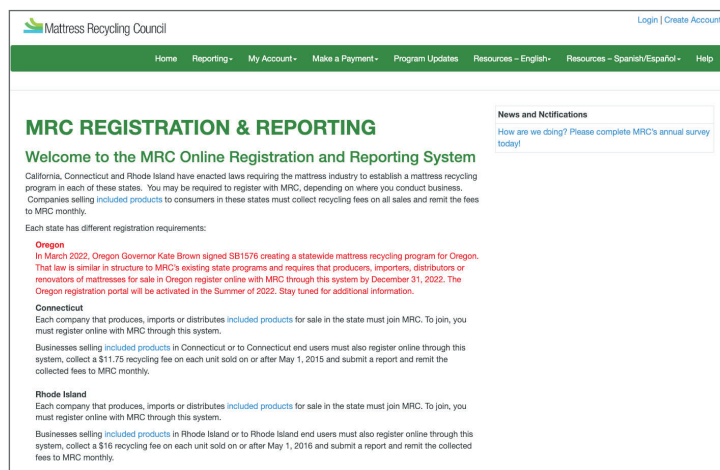 Mattress Recycling Council
Login | Create Account
Home Reporting My Account Make a Payment Program Updates Resources – English Resources – Spanish/Español Help
MRC REGISTRATION & REPORTING
Welcome to the MRC Online Registration and Reporting System
California, Connecticut and Rhode Island have enacted laws requiring the mattress industry to establish a mattress recycling
program in each of these states. You may be required to register with MRC, depending on where you conduct business.
Companies selling included products to consumers in these states must collect recycling fees on all sales and remit the fees
to MRC monthly.
Each state has different registration requirements:
Oregon
In March 2022, Oregon Governor Kate Brown signed SB1576 creating a statewide mattress recycling program for Oregon.
That law is similar in structure to MRC's existing state programs and requires that producers, importers, distributors or
renovators of mattresses for sale in Oregon register online with MRC through this system by December 31, 2022. The
Oregon registration portal will be activated in the Summer of 2022. Stay tuned for additional information.
Connecticut
Each company that produces, imports or distributes included products for sale in the state must join MRC. To join, you
must register online with MRC through this system.
Businesses selling included products in Connecticut or to Connecticut end users must also register online through this
system, collect a $11.75 recycling fee on each unit sold on or after May 1, 2015 and submit a report and remit the
collected fees to MRC monthly.
Rhode Island
Each company that produces, imports or distributes included products for sale in the state must join MRC. To join, you
must register online with MRC through this system.
Businesses selling included products in Rhode Island or to Rhode Island end users must also register online through this
system, collect a $16 recycling fee on each unit sold on or after May 1, 2016 and submit a report and remit the collected
fees to MRC monthly.
News and Notifications
How are we doing? Please complete MRC's annual survey
today!